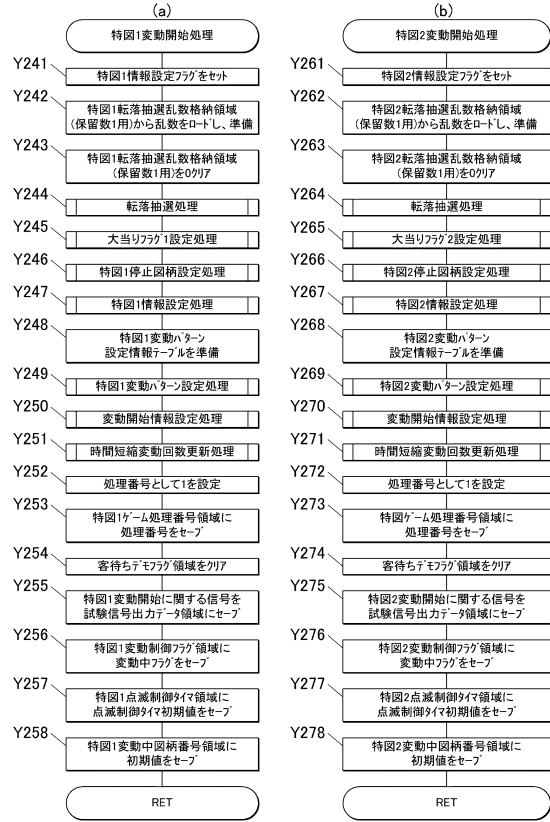 (a)
特図1変動開始処理
Y241
特図1情報設定フラグをセット
Y242
特図1転落抽選乱数格納領域
(保留数1用)から乱数をロードし、準備
Y243
特図1転落抽選乱数格納領域
(保留数1用)を0クリア
Y244
転落抽選処理
Y245
大当りフラグ1設定処理
Y246
特図1停止図柄設定処理
Y247
特図1情報設定処理
Y248
特図1変動パターン
設定情報テーブルを準備
Y249
特図1変動パターン設定処理
Y250
変動開始情報設定処理
Y251
時間短縮変動回数更新処理
Y252
処理番号として1を設定
Y253
特図1ゲーム処理番号領域に
処理番号をセーブ
Y254
客待ちデモフラグ領域をクリア
Y255
特図1変動開始に関する信号を
試験信号出力データ領域にセーブ
Y256
特図1変動制御フラグ領域に
変動中フラグをセーブ
Y257
特図1点滅制御タイマ領域に
点滅制御タイマ初期値をセーブ
Y258
特図1変動中図柄番号領域に
初期値をセーブ
RET
(b)
特図2変動開始処理
Y261
特図2情報設定フラグをセット
Y262
特図2転落抽選乱数格納領域
(保留数1用)から乱数をロードし、準備
Y263
特図2転落抽選乱数格納領域
(保留数1用)を0クリア
Y264
転落抽選処理
Y265
大当りフラグ2設定処理
Y266
特図2停止図柄設定処理
Y267
特図2情報設定処理
Y268
特図2変動パターン
設定情報テーブルを準備
Y269
特図2変動パターン設定処理
Y270
変動開始情報設定処理
Y271
時間短縮変動回数更新処理
Y272
処理番号として1を設定
Y273
特図ゲーム処理番号領域に
処理番号をセーブ
Y274
客待ちデモフラグ領域をクリア
Y275
特図2変動開始に関する信号を
試験信号出力データ領域にセーブ
Y276
特図2変動制御フラグ領域に
変動中フラグをセーブ
Y277
特図2点滅制御タイマ領域に
点滅制御タイマ初期値をセーブ
Y278
特図2変動中図柄番号領域に
初期値をセーブ
RET